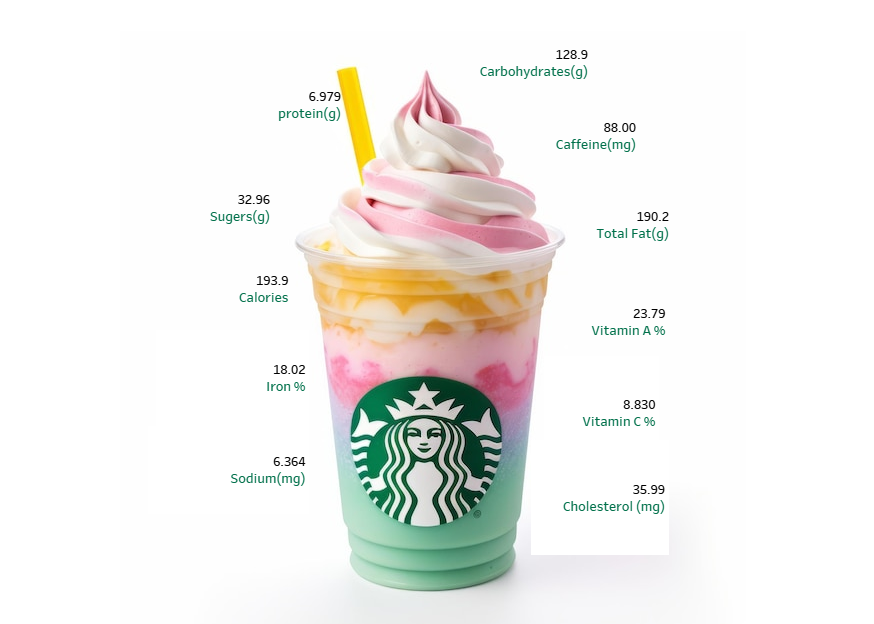 128.9
Carbohydrates(g)
6.979
protein(g)
88.00
Caffeine(mg)
32.96
Sugers(g)
190.2
Total Fat(g)
193.9
Calories
23.79
Vitamin A %
18.02
Iron %
8.830
Vitamin C %
6.364
Sodium(mg)
35.99
Cholesterol (mg)
®